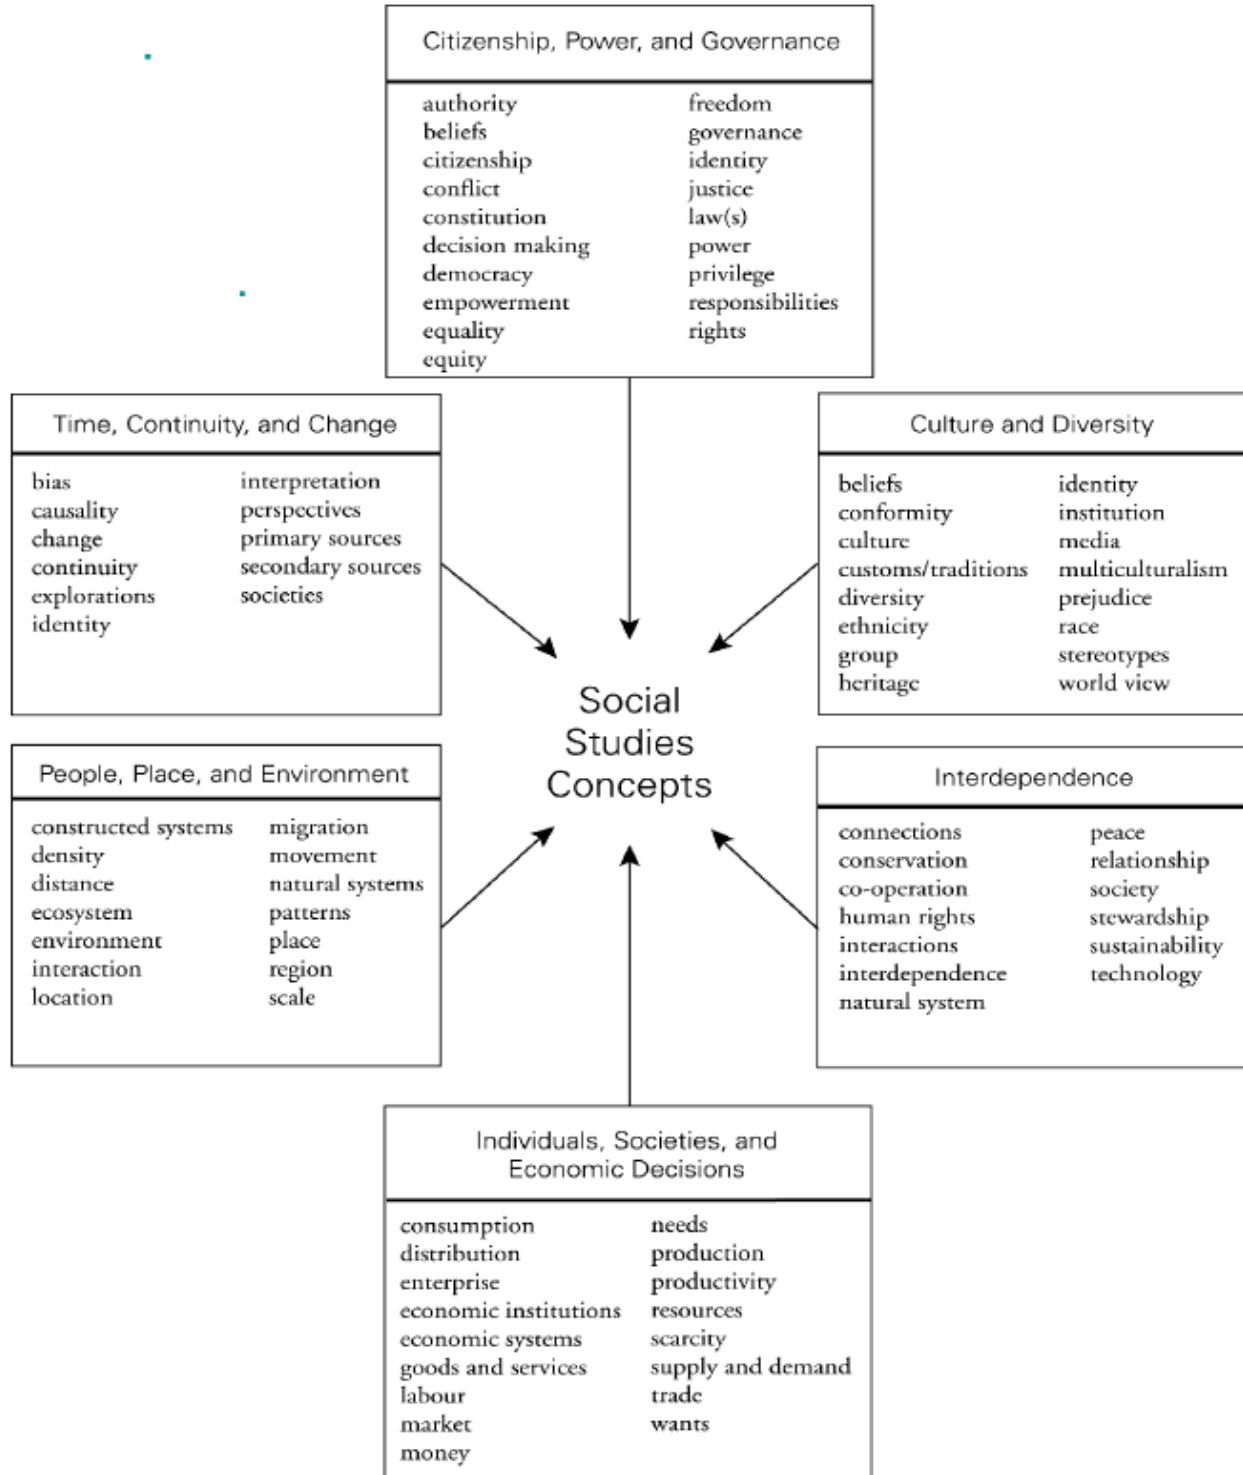 Citizenship, Power, and Governance
authority
beliefs
citizenship
conflict
constitution
decision making
democracy
empowerment
equality
equity
freedom
governance
identity
justice
law(s)
power
privilege
responsibilities
rights
Time, Continuity, and Change
bias
causality
change
continuity
explorations
identity
interpretation
perspectives
primary sources
secondary sources
societies
Culture and Diversity
beliefs
conformity
culture
customs/traditions
diversity
ethnicity
group
heritage
identity
institution
media
multiculturalism
prejudice
race
stereotypes
world view
Social
Studies
Concepts
People, Place, and Environment
constructed systems
density
distance
ecosystem
environment
interaction
location
migration
movement
natural systems
patterns
place
region
scale
Interdependence
connections
conservation
co-operation
human rights
interactions
interdependence
natural system
peace
relationship
society
stewardship
sustainability
technology
Individuals, Societies, and
Economic Decisions
consumption
distribution
enterprise
economic institutions
economic systems
goods and services
labour
market
money
needs
production
productivity
resources
scarcity
supply and demand
trade
wants